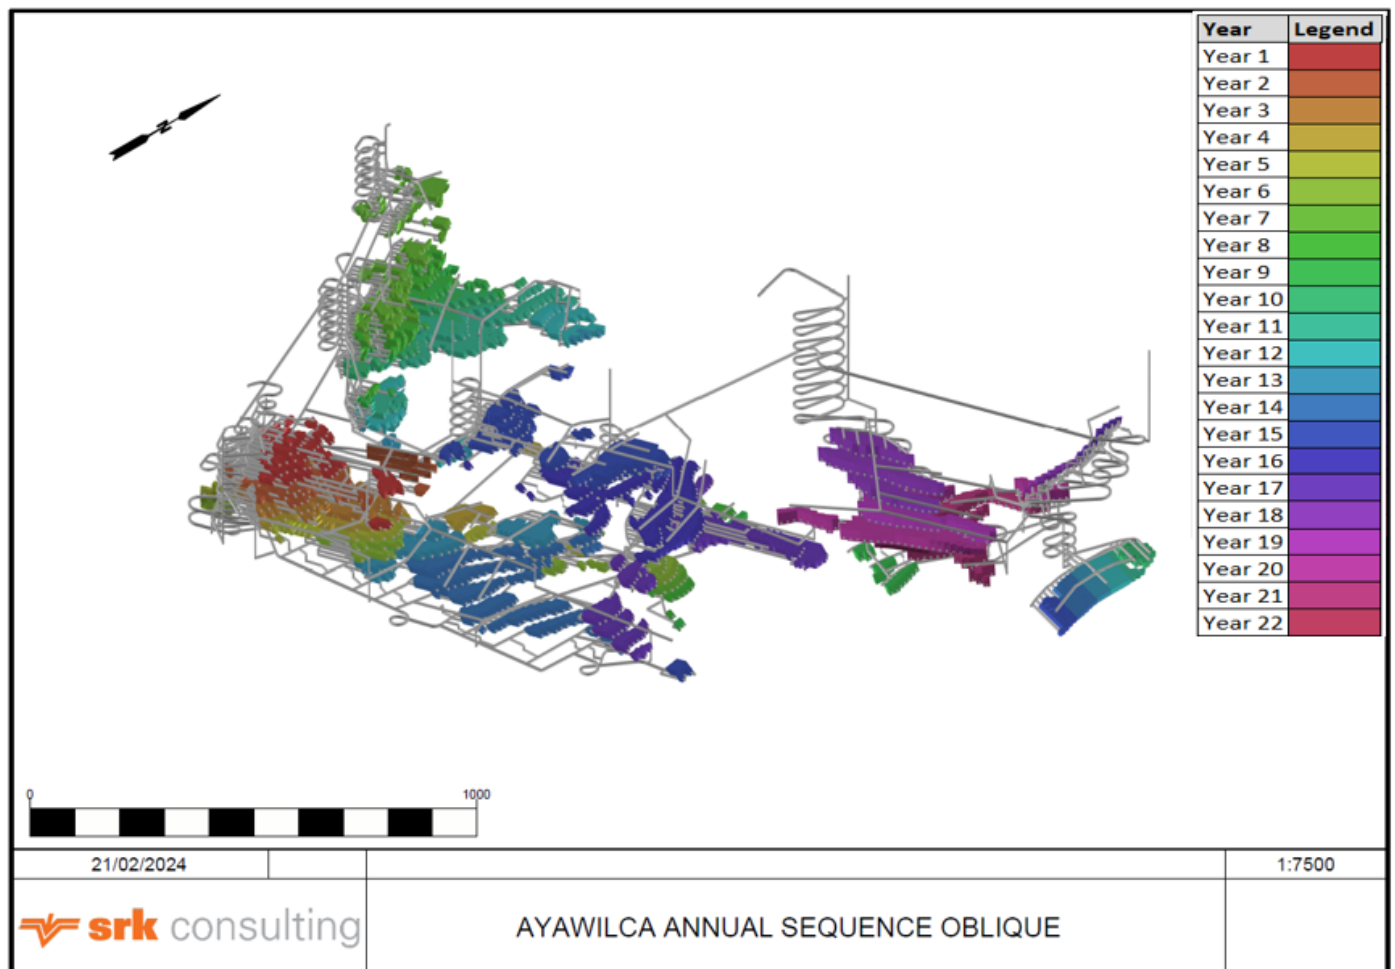 Year Legend
Year 1
Year 2
Year 3
Year 4
Year 5
Year 6
Year 7
Year 8
Year 9
Year 10
Year 11
Year 12
Year 13
Year 14
Year 15
Year 16
Year 17
Year 18
Year 19
Year 20
Year 21
Year 22
N
0 1000
21/02/2024 1:7500
srk consulting AYAWILCA ANNUAL SEQUENCE OBLIQUE